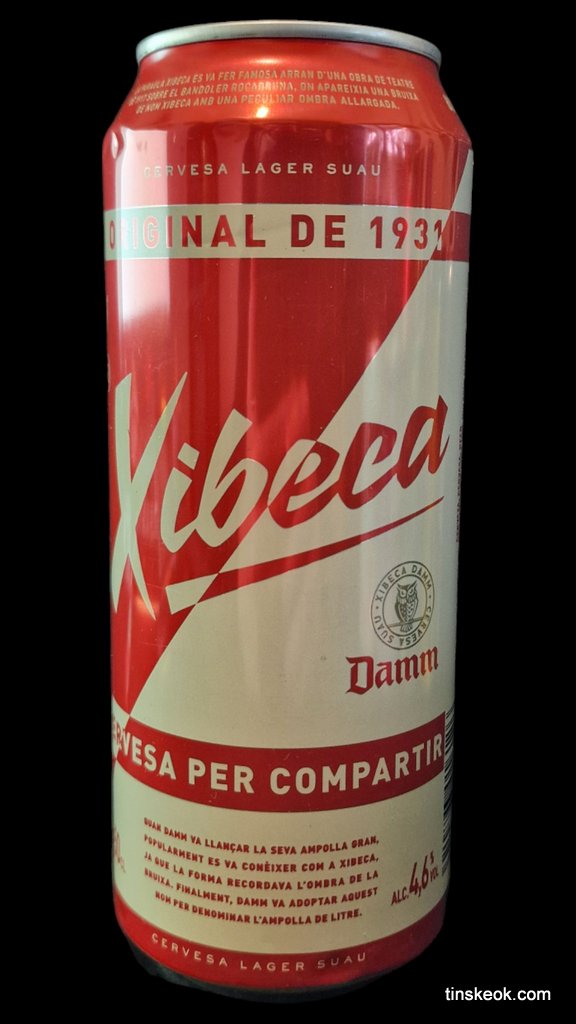 LA PARAULA XIBECA ES VA FER FAMOSA ARRAN D'UNA OBRA DE TEATRE
SOBRE EL BANDOLER ROCABRUNA, ON APAREIXIA UNA BRUIXA
DE NOM XIBECA AMB UNA PECULIAR OMBRA ALLARGADA.
CERVESA LAGER SUAU
ORIGINAL DE 1931
Xibeca
XIBECA DAMM
CERVESA SUAU
Damm
CERVESA PER COMPARTIR
QUAN DAMM VA LLANÇAR LA SEVA AMPOLLA GRAN,
POPULARMENT ES VA CONÈIXER COM A XIBECA,
JA QUE LA FORMA RECORDAVA L'OMBRA DE LA
BRUIXA. FINALMENT, DAMM VA ADOPTAR AQUEST
NOM PER DENOMINAR L'AMPOLLA DE LITRE.
ALC. 4,6% VOL
CERVESA LAGER SUAU
tinskeok.com